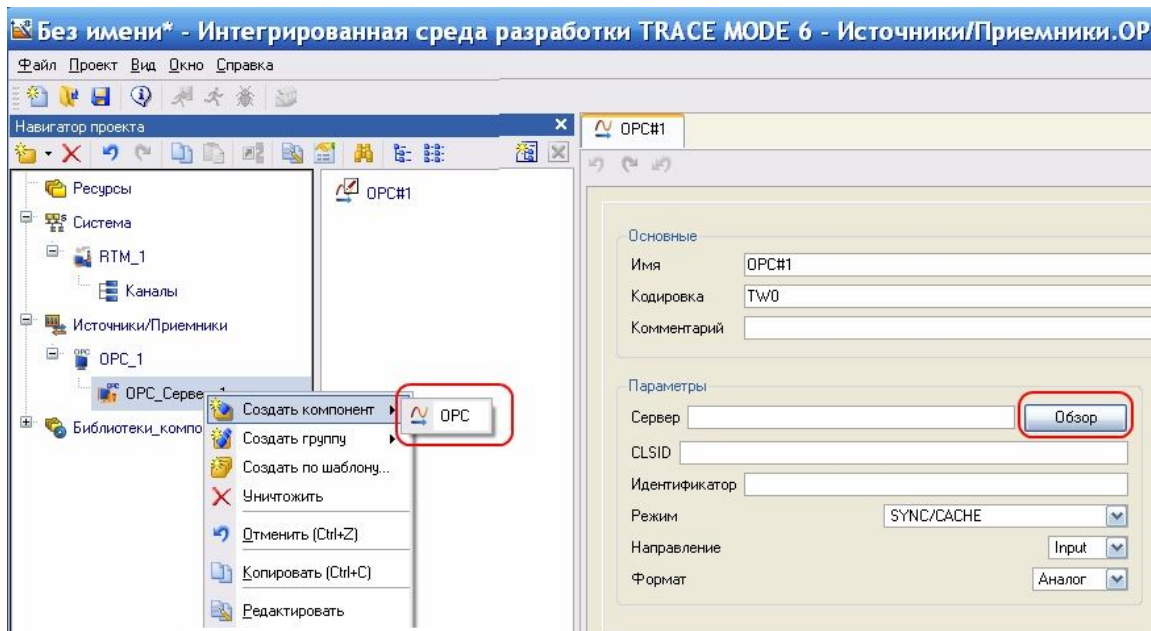 Без имени* - Интегрированная среда разработки TRACE MODE 6 - Источники/Приемники.OP
Файл Проект Вид Окно Справка
Навигатор проекта
OPC#1
Ресурсы
OPC#1
Система
RTM_1
Каналы
Источники/Приемники
OPC_1
OPC_Серве
Библиотеки_компо
Создать компонент
OPC
Создать группу
Создать по шаблону...
Уничтожить
Отменить (Ctrl+Z)
Копировать (Ctrl+C)
Редактировать
Основные
Имя OPC#1
Кодировка TW0
Комментарий
Параметры
Сервер Обзор
CLSID
Идентификатор
Режим SYNC/CACHE
Направление Input
Формат Аналог